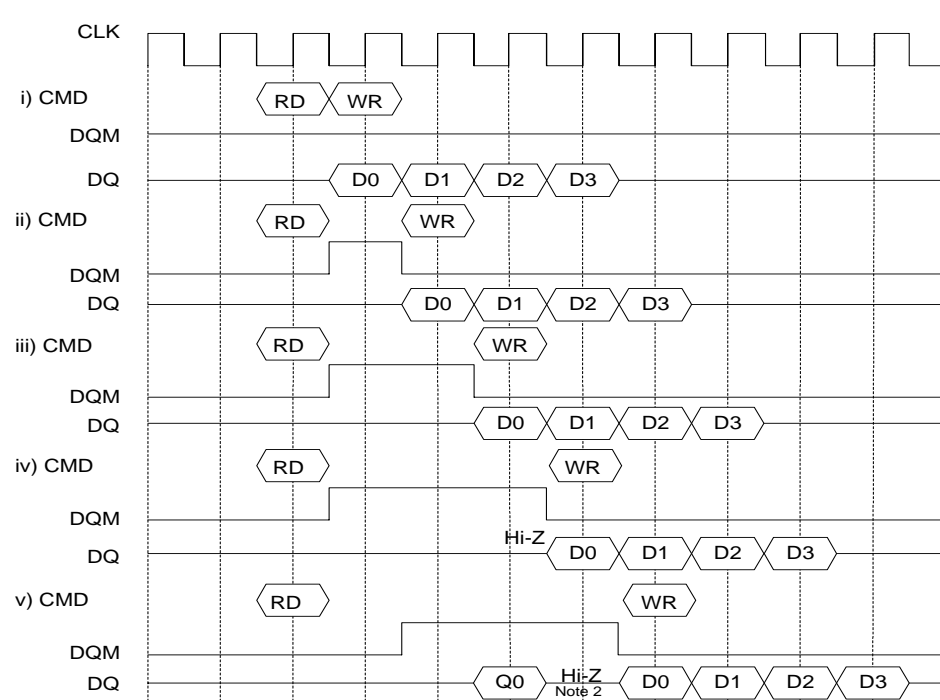 CLK
i) CMD RD WR
DQM
DQ D0 D1 D2 D3
ii) CMD RD WR
DQM
DQ D0 D1 D2 D3
iii) CMD RD WR
DQM
DQ D0 D1 D2 D3
iv) CMD RD WR
DQM
DQ Hi-Z D0 D1 D2 D3
v) CMD RD WR
DQM
DQ Q0 Hi-Z D0 D1 D2 D3
Note 2